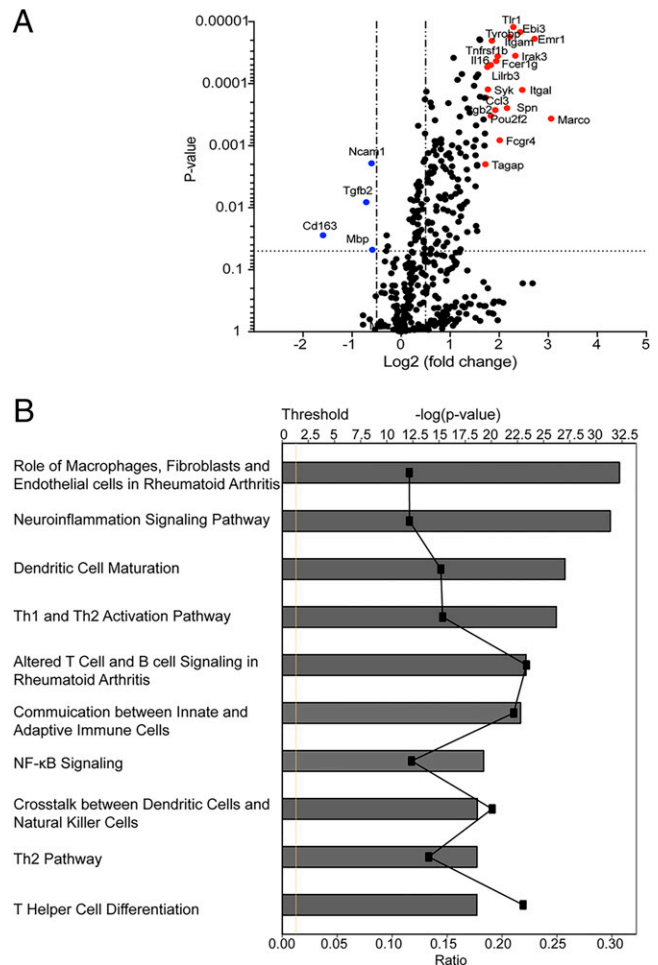 A
0.00001
0.0001
0.001
0.01
0.1
1
P-value
Tlr1
Ebi3
Tyrobp
Itgam
Emr1
Tnfrsf1b
Irak3
Il16
Fcer1g
Lilrb3
Syk
Itgal
Ccl3
Spn
Pou2f2
Marco
Fcgr4
Tagap
Ncam1
Tgfb2
Cd163
Mbp
-2
-1
0
1
2
3
4
5
Log2 (fold change)
B
Threshold
-log(p-value)
0 2.5 5.0 7.5 10 12.5 15 17.5 20 22.5 25 27.5 30 32.5
Role of Macrophages, Fibroblasts and
Endothelial cells in Rheumatoid Arthritis
Neuroinflammation Signaling Pathway
Dendritic Cell Maturation
Th1 and Th2 Activation Pathway
Altered T Cell and B cell Signaling in
Rheumatoid Arthritis
Commuication between Innate and
Adaptive Immune Cells
NF-κB Signaling
Crosstalk between Dendritic Cells and
Natural Killer Cells
Th2 Pathway
T Helper Cell Differentiation
0.00 0.05 0.10 0.15 0.20 0.25 0.30
Ratio